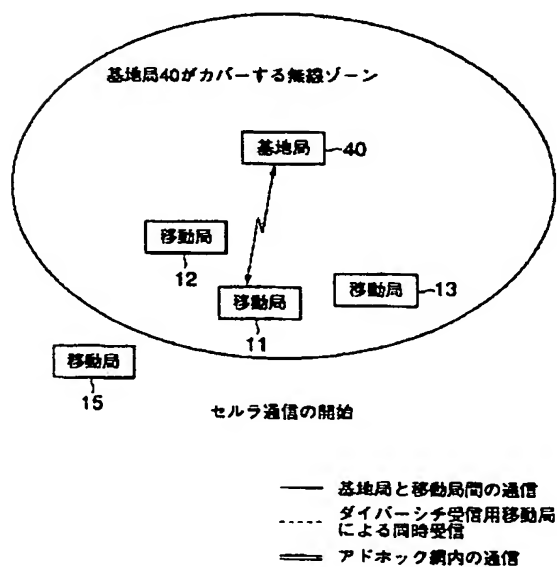 基地局40がカバーする無線ゾーン
基地局
40
移動局
12
移動局
11
移動局
13
移動局
15
セルラ通信の開始
基地局と移動局間の通信
ダイバーシチ受信用移動局
による同時受信
アドホック網内の通信